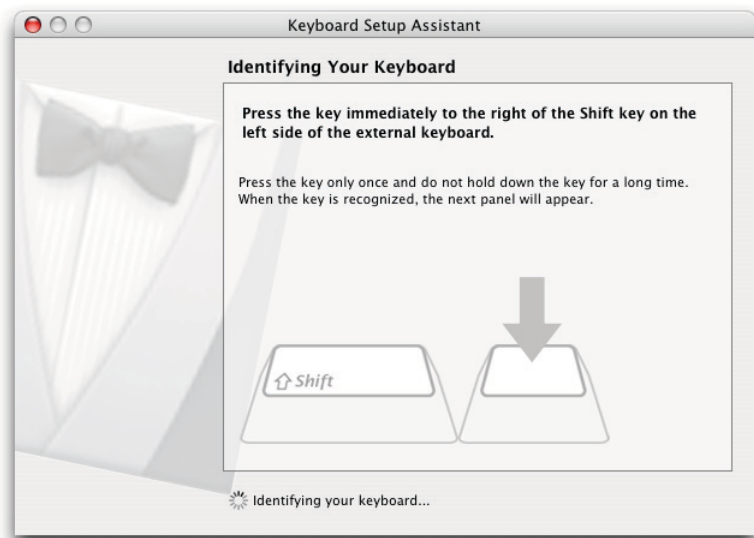 Keyboard Setup Assistant
Identifying Your Keyboard
Press the key immediately to the right of the Shift key on the
left side of the external keyboard.
Press the key only once and do not hold down the key for a long time.
When the key is recognized, the next panel will appear.
Shift
Identifying your keyboard...